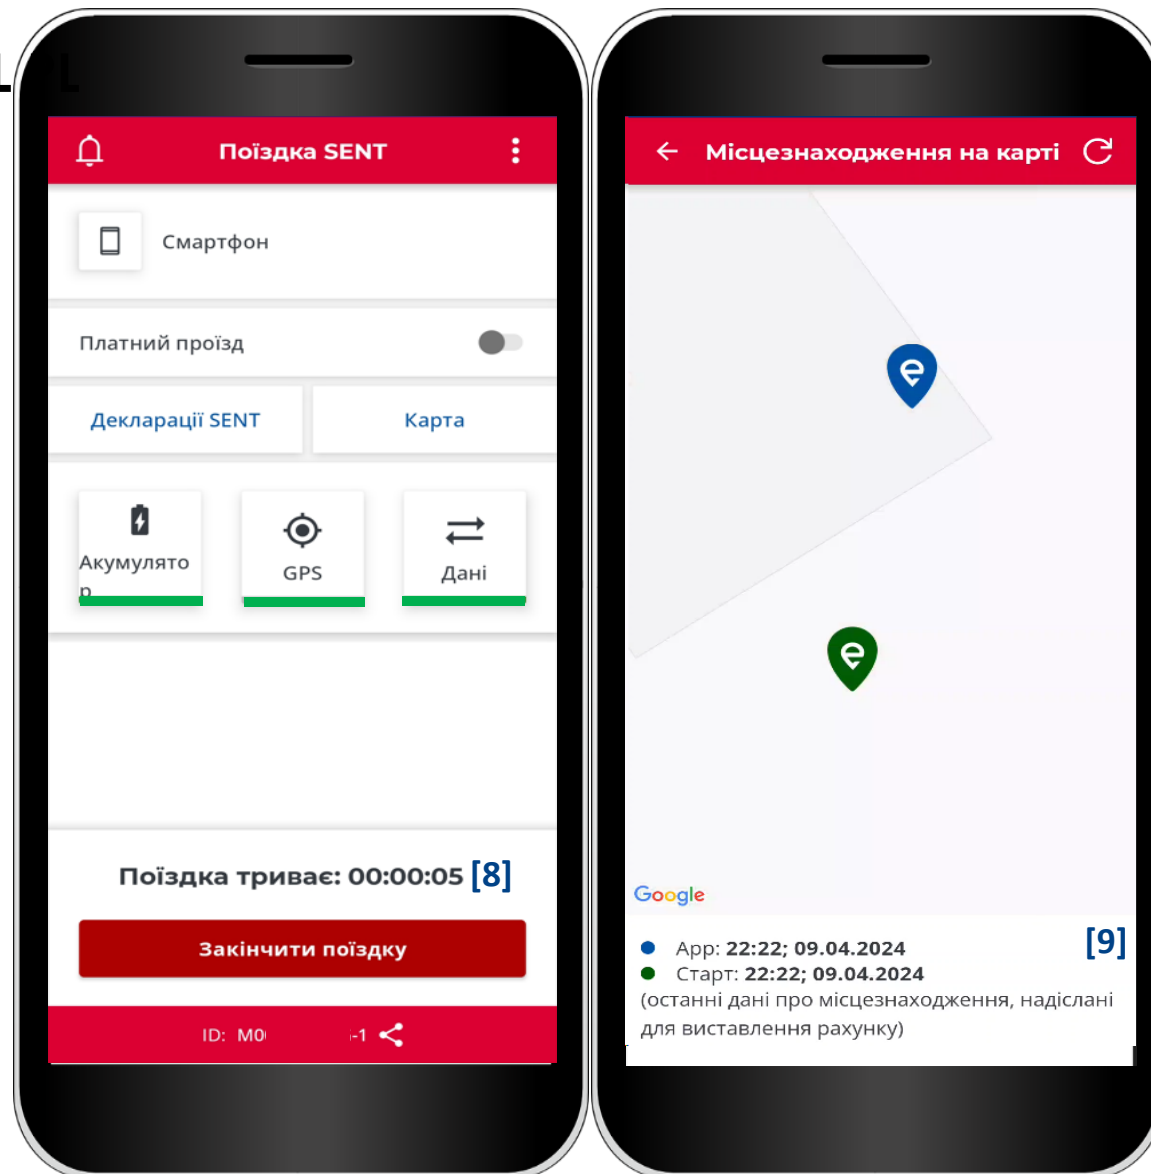 Поїздка SENT
Смартфон
Платний проїзд
Декларації SENT
Карта
Акумулято
р
GPS
Дані
Поїздка триває: 00:00:05 [8]
Закінчити поїздку
ID: M0
-1
Місцезнаходження на карті
Google
[9]
App: 22:22; 09.04.2024
Старт: 22:22; 09.04.2024
(останні дані про місцезнаходження, надіслані
для виставлення рахунку)